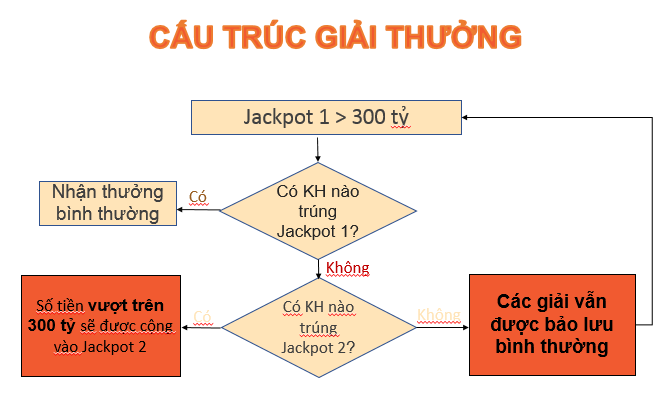 CẤU TRÚC GIẢI THƯỞNG
Jackpot 1 > 300 tỷ
Nhận thưởng
bình thường
Có
Có KH nào
trúng
Jackpot 1?
Không
Số tiền vượt trên
300 tỷ sẽ được cộng
vào Jackpot 2
Có
Có KH nào
trúng
Jackpot 2?
Không
Các giải vẫn
được bảo lưu
bình thường